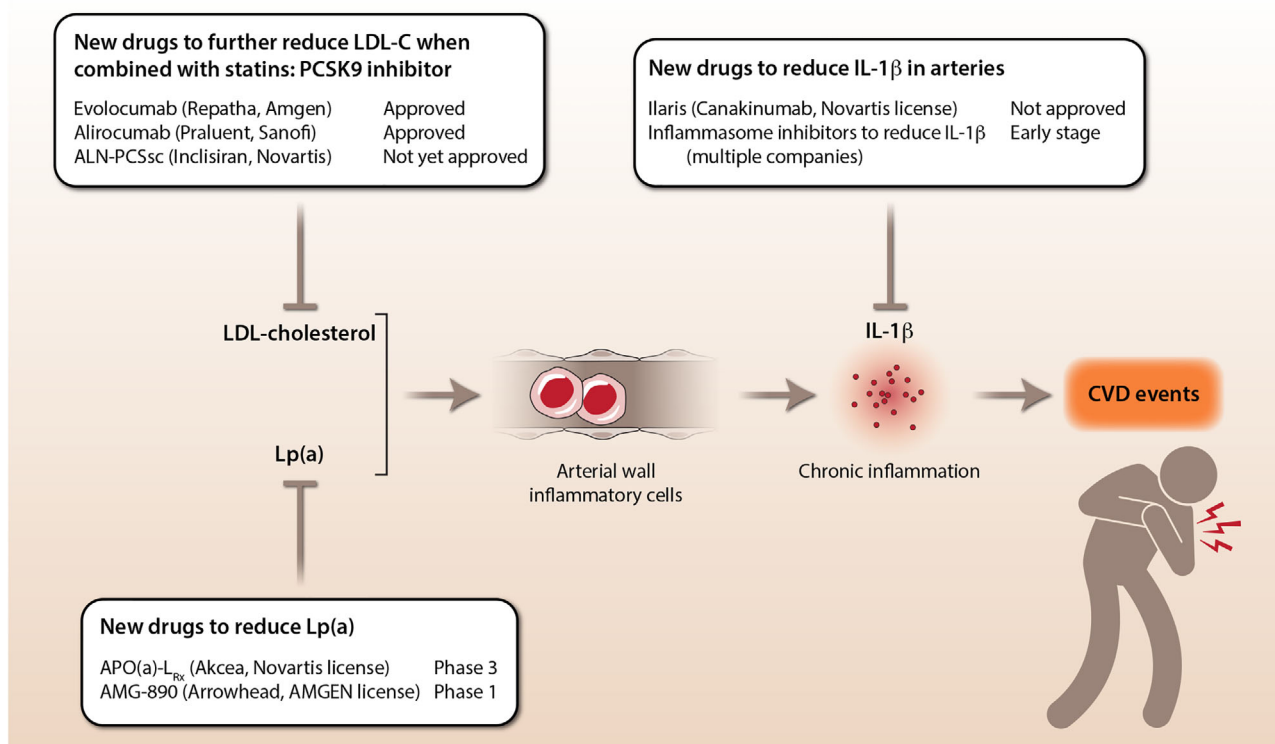 New drugs to further reduce LDL-C when
combined with statins: PCSK9 inhibitor
Evolocumab (Repatha, Amgen) Approved
Alirocumab (Praluent, Sanofi) Approved
ALN-PCSsc (Inclisiran, Novartis) Not yet approved
New drugs to reduce IL-1β in arteries
Ilaris (Canakinumab, Novartis license) Not approved
Inflammasome inhibitors to reduce IL-1β Early stage
(multiple companies)
LDL-cholesterol
IL-1β
CVD events
Lp(a)
Arterial wall
inflammatory cells
Chronic inflammation
New drugs to reduce Lp(a)
APO(a)-LRx (Akcea, Novartis license) Phase 3
AMG-890 (Arrowhead, AMGEN license) Phase 1